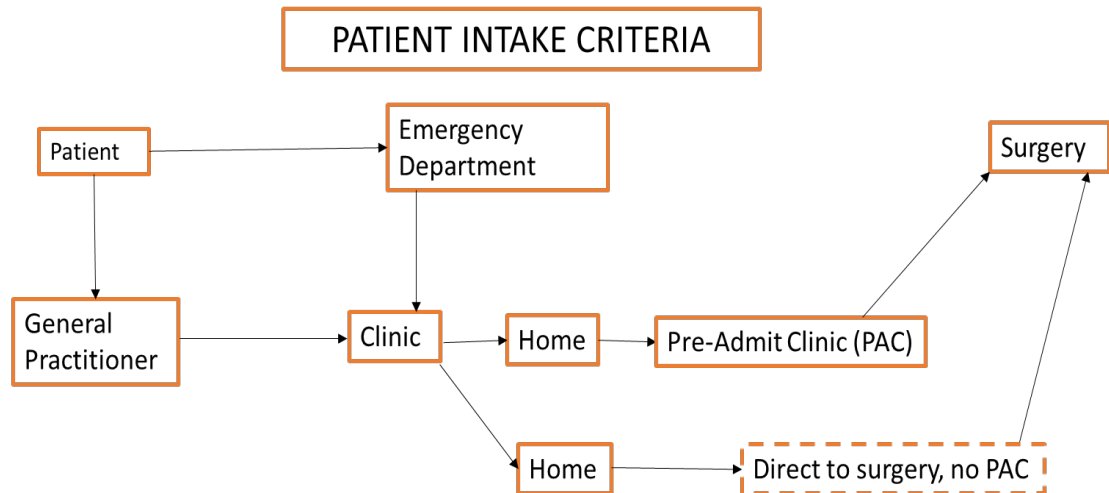 PATIENT INTAKE CRITERIA
Patient
Emergency
Department
Surgery
General
Practitioner
Clinic
Home
Pre-Admit Clinic (PAC)
Home
Direct to surgery, no PAC